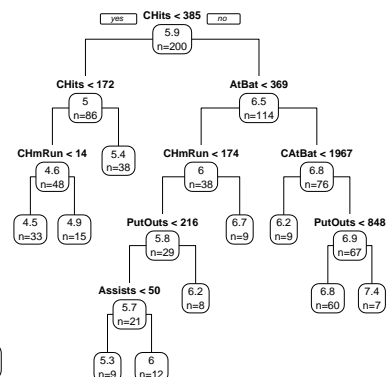 CHits < 385
yes no
5.9
n=200
CHits < 172 AtBat < 369
5
n=86
6.5
n=114
CHmRun < 14 5.4
n=38
CHmRun < 174 CAtBat < 1967
4.6
n=48
6
n=38
6.8
n=76
4.5
n=33
4.9
n=15
PutOuts < 216
6.7
n=9
6.2
n=9
PutOuts < 848
5.8
n=29
6.9
n=67
Assists < 50
6.2
n=8
6.8
n=60
7.4
n=7
5.7
n=21
5.3
n=9
6
n=12